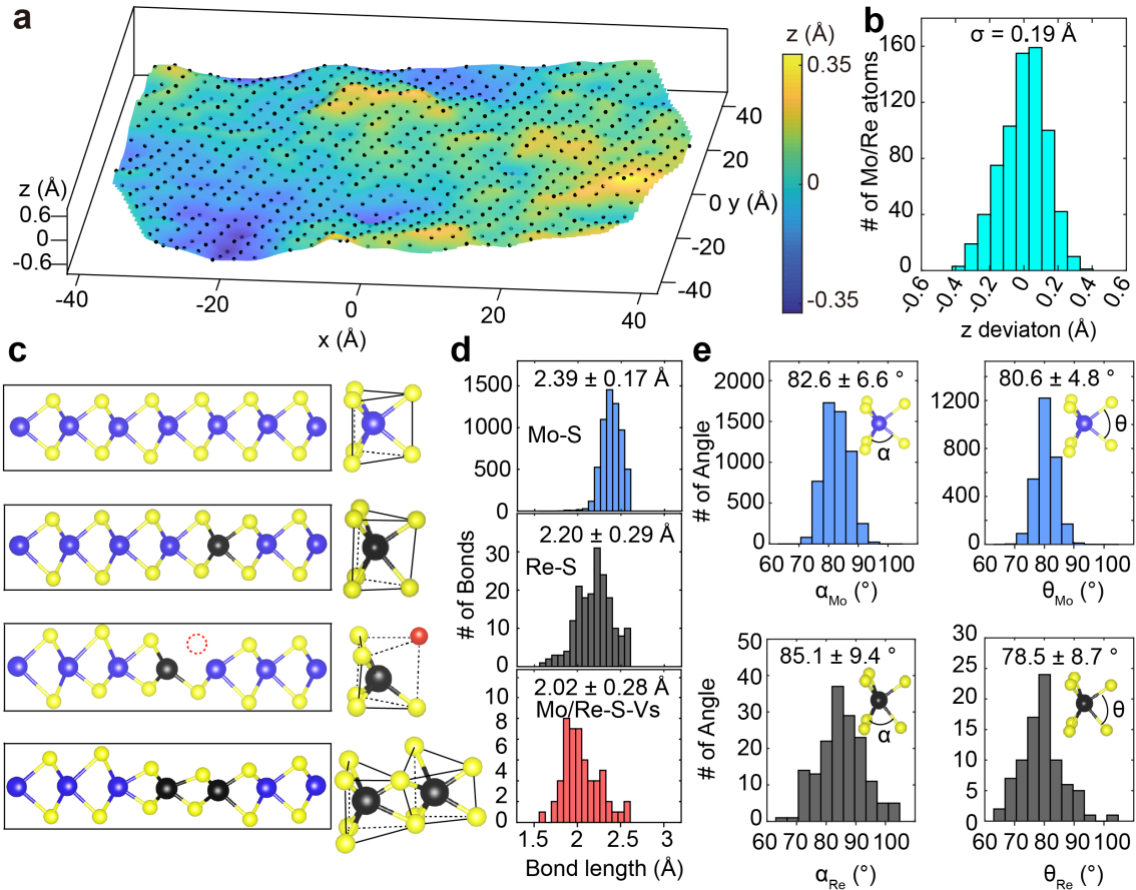 a
z (Å)
0.6
0
-0.6
-40
-20
0
20
40
x (Å)
40
20
0 y (Å)
-20
-40
z (Å)
0.35
0
-0.35
b
σ = 0.19 Å
160
120
80
40
0
# of Mo/Re atoms
-0.6
-0.4
-0.2
0
0.2
0.4
0.6
z deviaton (Å)
c
d
2.39 ± 0.17 Å
Mo-S
1500
1000
500
0
2.20 ± 0.29 Å
Re-S
30
20
10
0
# of Bonds
2.02 ± 0.28 Å
Mo/Re-S-Vs
8
6
4
2
0
1.5 2 2.5 3
Bond length (Å)
e
82.6 ± 6.6 °
α
2000
1500
1000
500
0
# of Angle
60 70 80 90 100
α Mo (°)
80.6 ± 4.8 °
θ
1200
800
400
0
60 70 80 90 100
θ Mo (°)
85.1 ± 9.4 °
α
50
40
30
20
10
0
# of Angle
60 70 80 90 100
α Re (°)
78.5 ± 8.7 °
θ
30
25
20
15
10
5
0
60 70 80 90 100
θ Re (°)